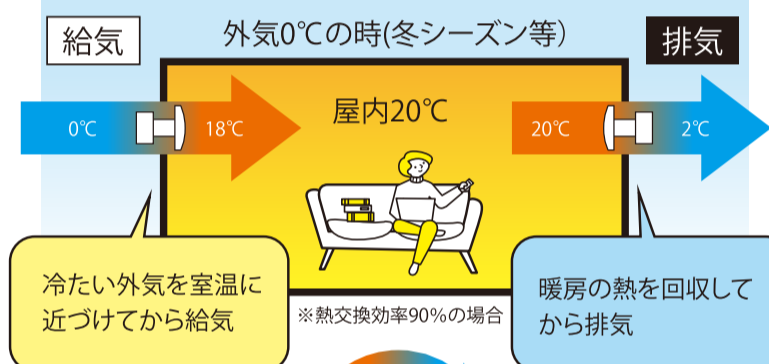 給気
外気0℃の時(冬シーズン等)
排気
屋内20℃
0℃
18℃
20℃
2℃
冷たい外気を室温に
近づけてから給気
※熱交換効率90%の場合
暖房の熱を回収して
から排気